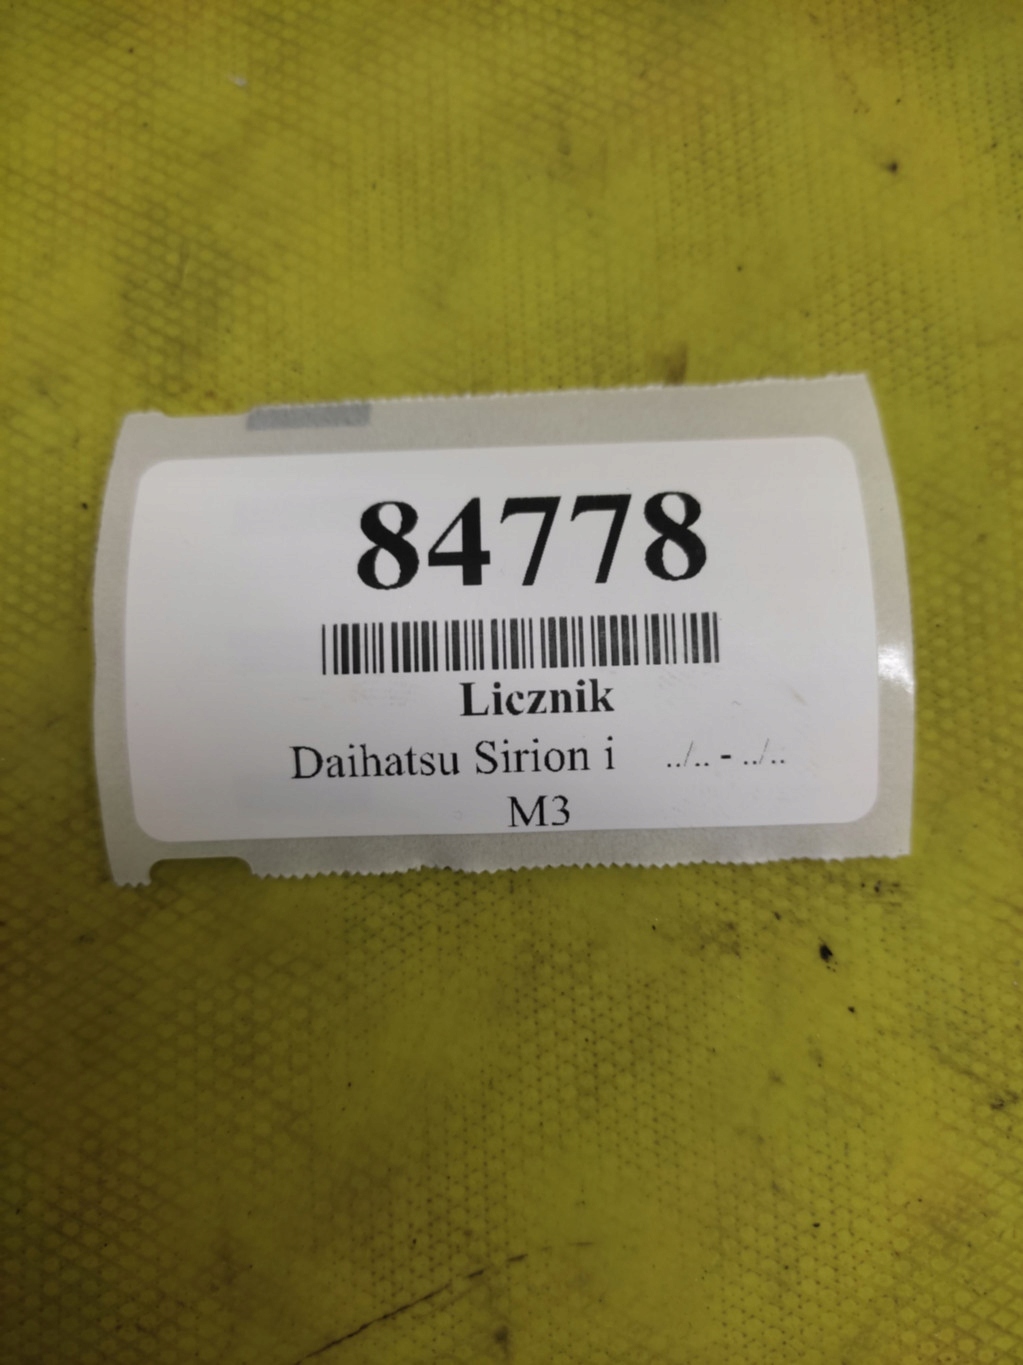 84778
Licznik
Daihatsu Sirion i ../.. - ../..
M3